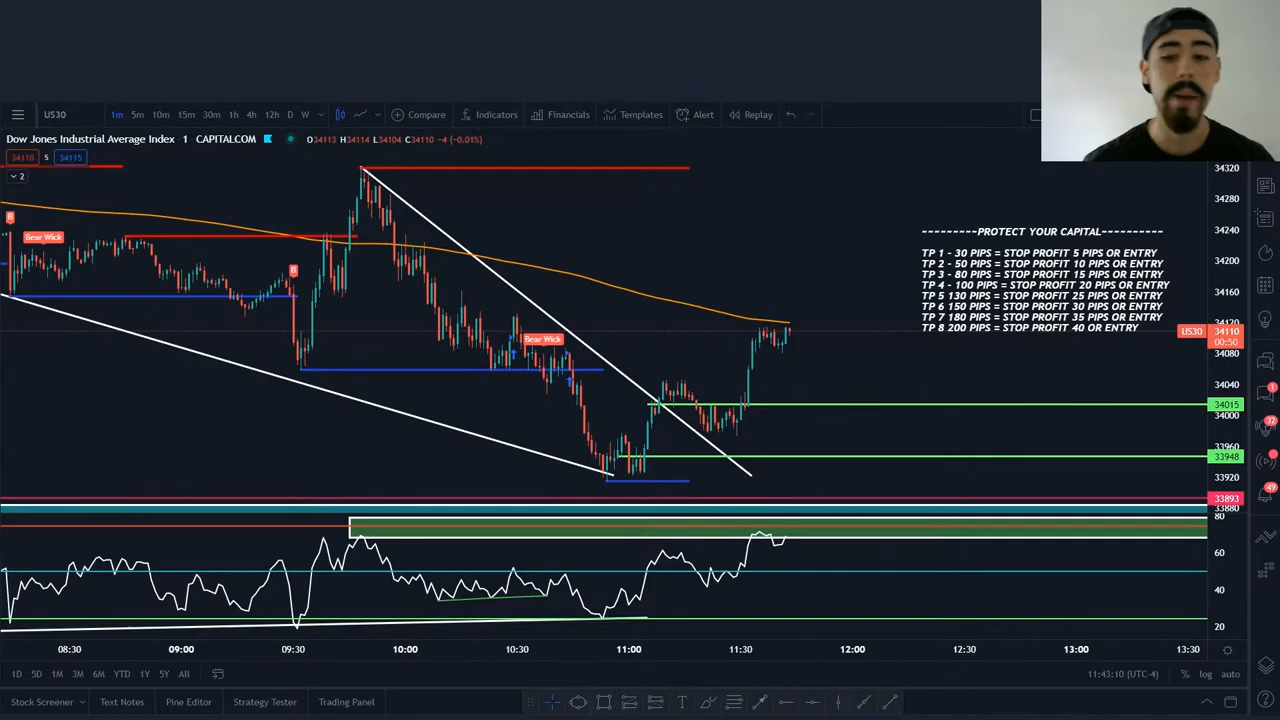 US30 1m 5m 10m 15m 30m 1h 4h 12h D W Compare Indicators Financials Templates Alert Replay
Dow Jones Industrial Average Index · 1 · CAPITALCOM O34113 H34114 L34104 C34110 -4 (-0.01%)
34110 5 34115
2
34320
34280
34240
34200
34160
34120
US30 34110
00:50
34080
34040
34015
34000
33960
33948
33920
33893
33880
B
Bear Wick
B
Bear Wick
---------PROTECT YOUR CAPITAL----------
TP 1 - 30 PIPS = STOP PROFIT 5 PIPS OR ENTRY
TP 2 - 50 PIPS = STOP PROFIT 10 PIPS OR ENTRY
TP 3 - 80 PIPS = STOP PROFIT 15 PIPS OR ENTRY
TP 4 - 100 PIPS = STOP PROFIT 20 PIPS OR ENTRY
TP 5 130 PIPS = STOP PROFIT 25 PIPS OR ENTRY
TP 6 150 PIPS = STOP PROFIT 30 PIPS OR ENTRY
TP 7 180 PIPS = STOP PROFIT 35 PIPS OR ENTRY
TP 8 200 PIPS = STOP PROFIT 40 OR ENTRY
80
60
40
20
1
32
49
08:30 09:00 09:30 10:00 10:30 11:00 11:30 12:00 12:30 13:00 13:30
1D 5D 1M 3M 6M YTD 1Y 5Y All 11:43:10 (UTC-4) % log auto
Stock Screener Text Notes Pine Editor Strategy Tester Trading Panel